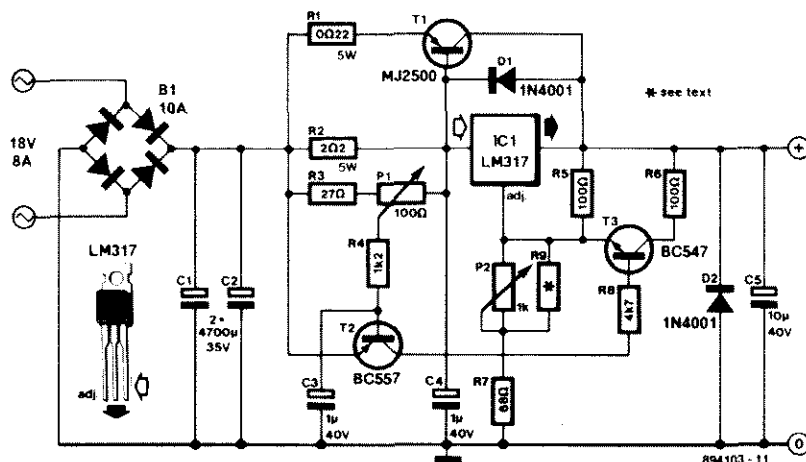 R1
0Ω22
5W
T1
MJ2500
D1
1N4001
* see text
B1
10A
18V
8A
R2
2Ω2
5W
R3
27Ω
P1
100Ω
IC1
LM317
adj.
R5
100Ω
R6
100Ω
T3
BC547
R4
1k2
P2
1k
R9
*
R8
4k7
D2
1N4001
C5
10µ
40V
LM317
adj.
C1
C2
2×
4700µ
35V
T2
BC557
C3
1µ
40V
C4
1µ
40V
R7
68Ω
+
0
894103 - 11